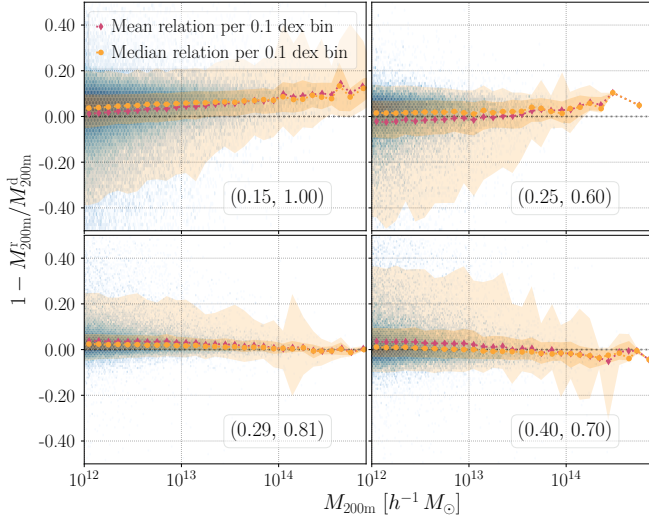 Mean relation per 0.1 dex bin
Median relation per 0.1 dex bin
0.40
0.20
0.00
-0.20
-0.40
(0.15, 1.00)
(0.25, 0.60)
1 − M^r_200m/M^d_200m
0.40
0.20
0.00
-0.20
-0.40
(0.29, 0.81)
(0.40, 0.70)
10^12 10^13 10^14 10^12 10^13 10^14
M_200m [h^−1 M_⊙]